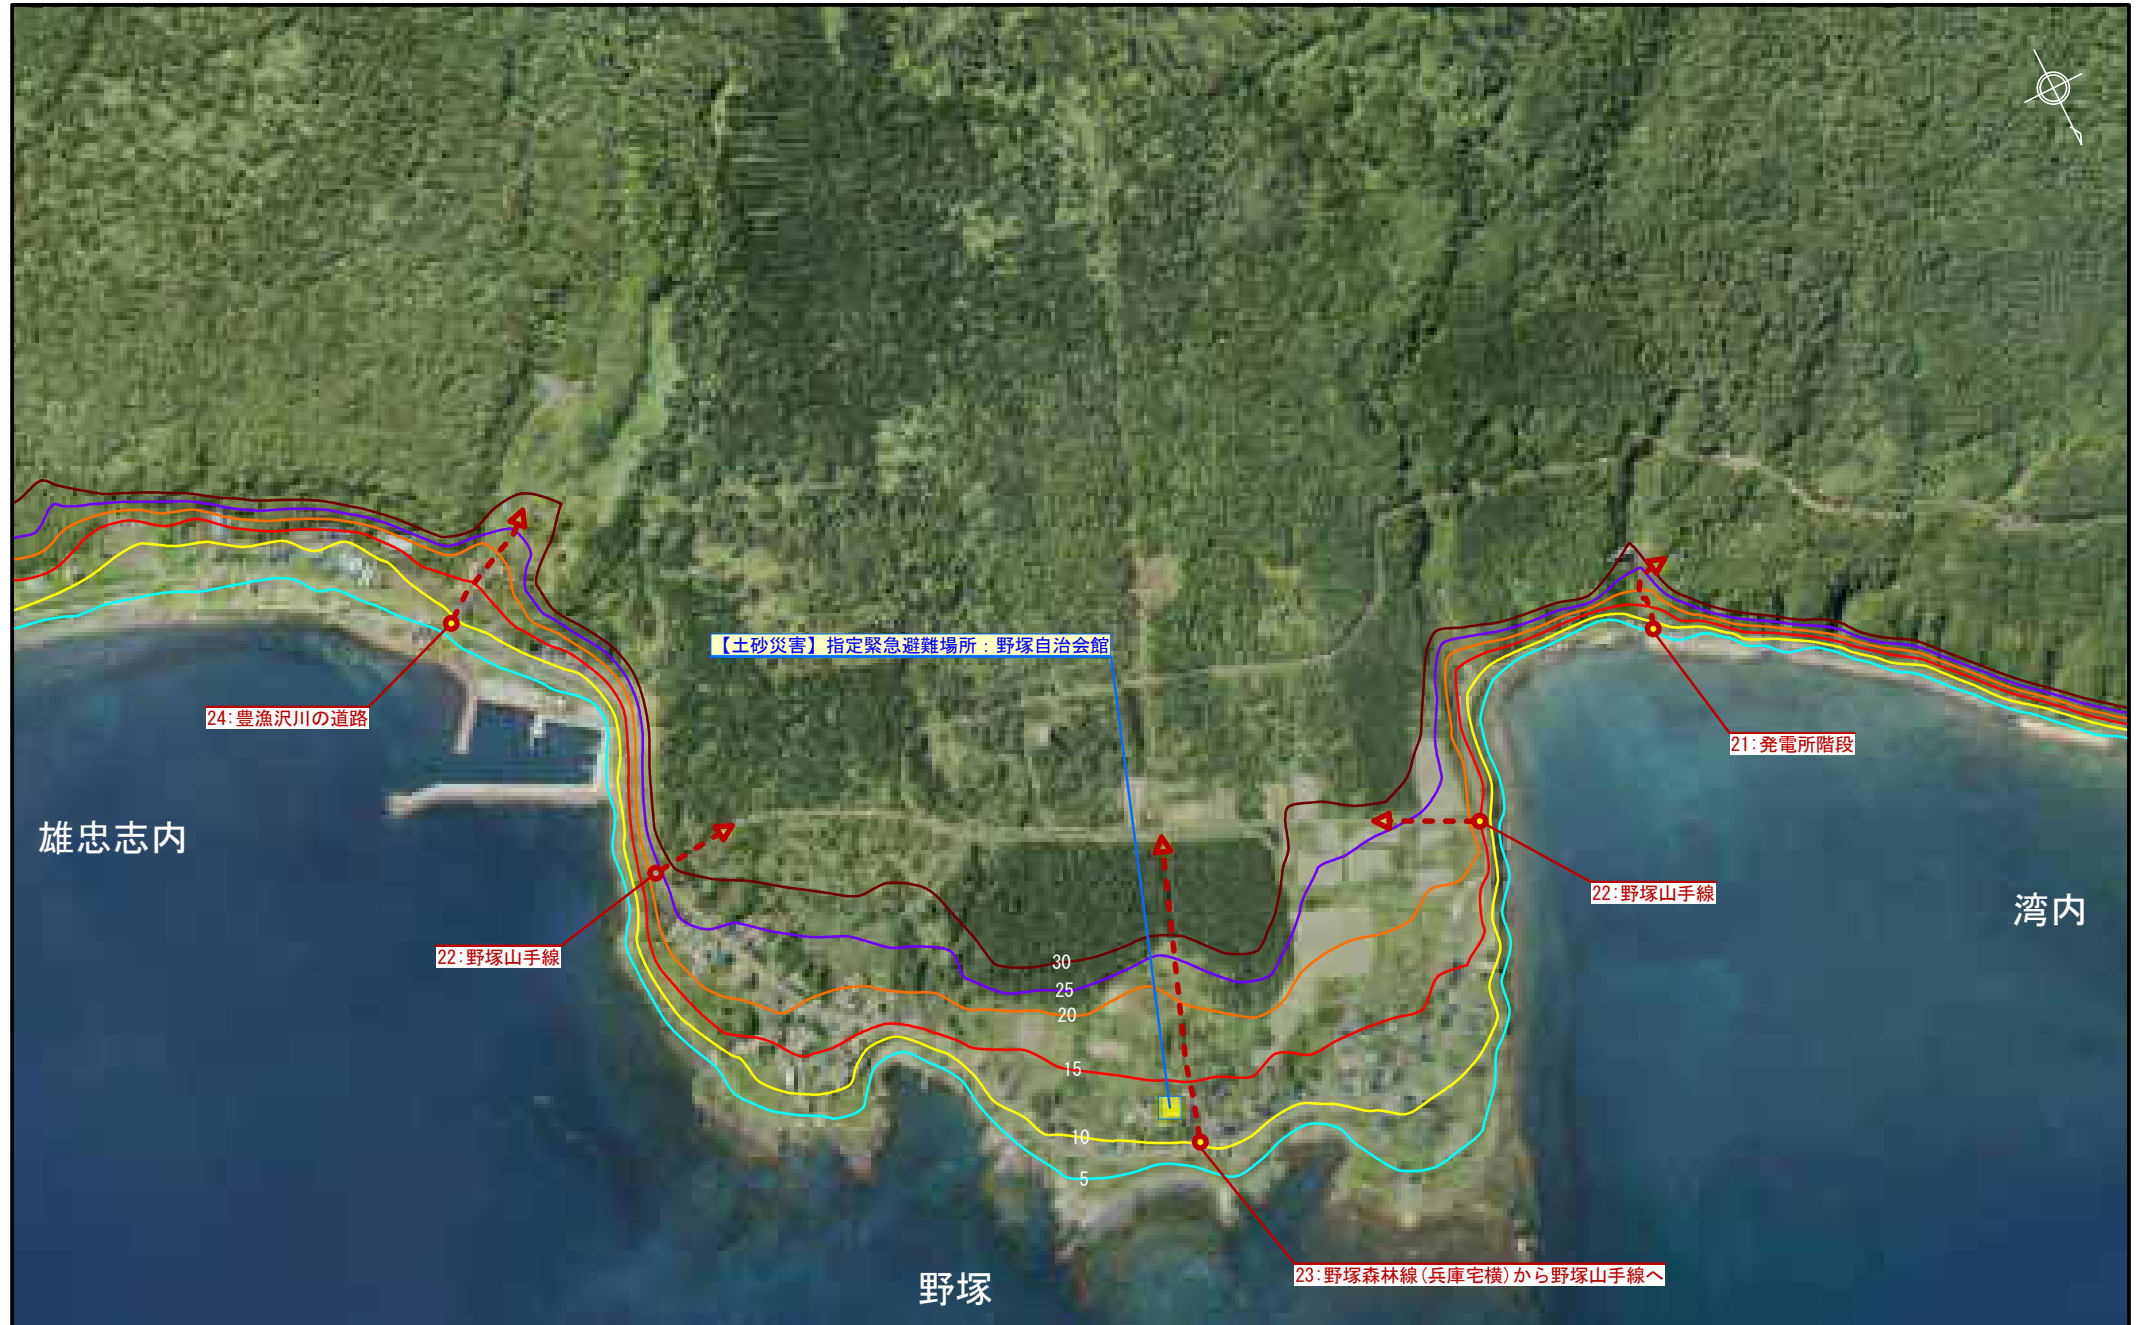 【土砂災害】指定緊急避難場所：野塚自治会館
24:豊漁沢川の道路
21:発電所階段
雄忠志内
22:野塚山手線
湾内
22:野塚山手線
30
25
20
15
10
5
23:野塚森林線(兵庫宅横)から野塚山手線へ
野塚